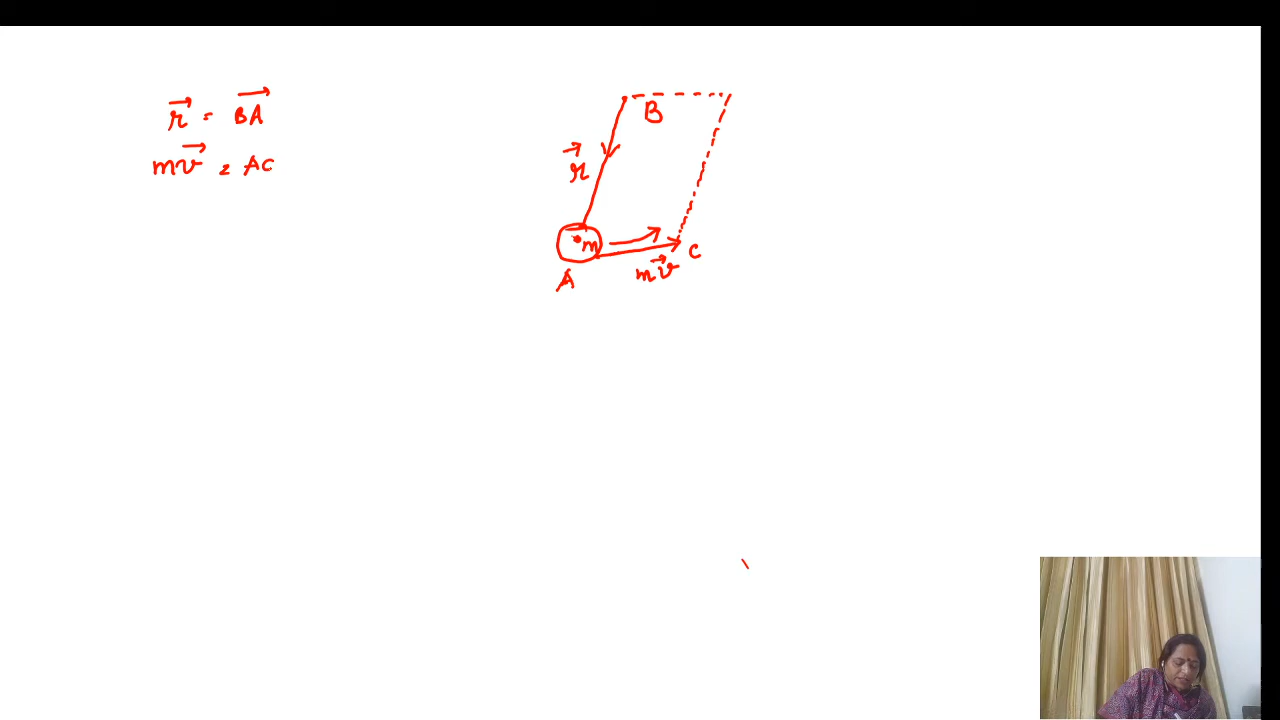 r⃗ = BA⃗
mv⃗ = AC
B
r⃗
m
C
mv⃗
A